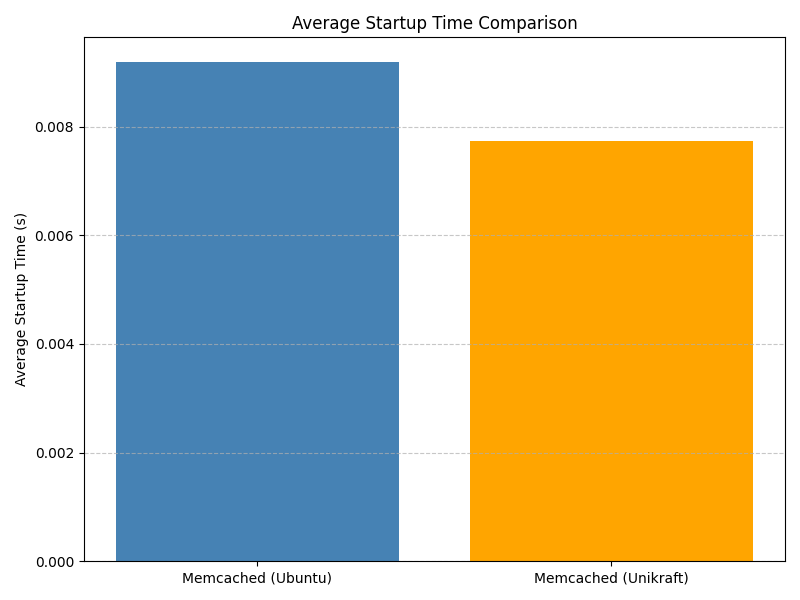 Average Startup Time Comparison
Average Startup Time (s)
0.008
0.006
0.004
0.002
0.000
Memcached (Ubuntu)
Memcached (Unikraft)